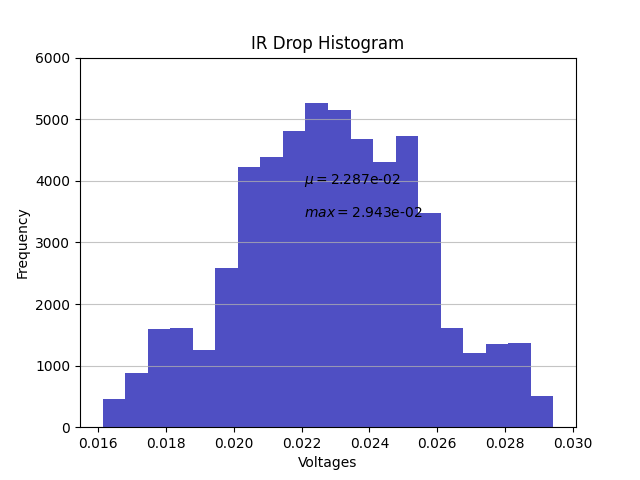 IR Drop Histogram
6000
5000
4000
3000
2000
1000
0
Frequency
μ = 2.287e-02
max = 2.943e-02
0.016 0.018 0.020 0.022 0.024 0.026 0.028 0.030
Voltages